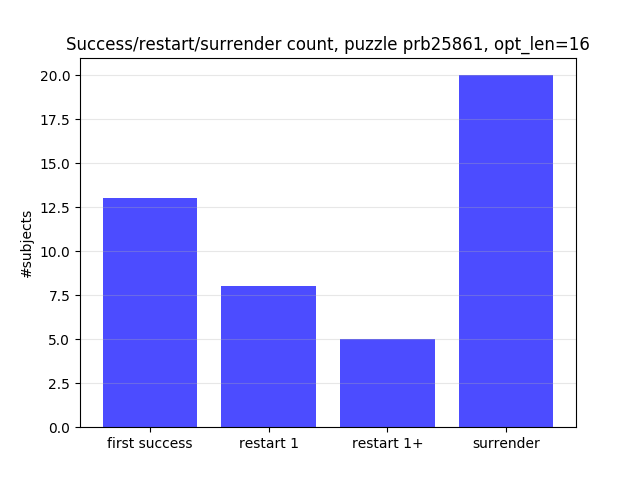 Success/restart/surrender count, puzzle prb25861, opt_len=16
20.0
17.5
15.0
12.5
10.0
7.5
5.0
2.5
0.0
#subjects
first success
restart 1
restart 1+
surrender